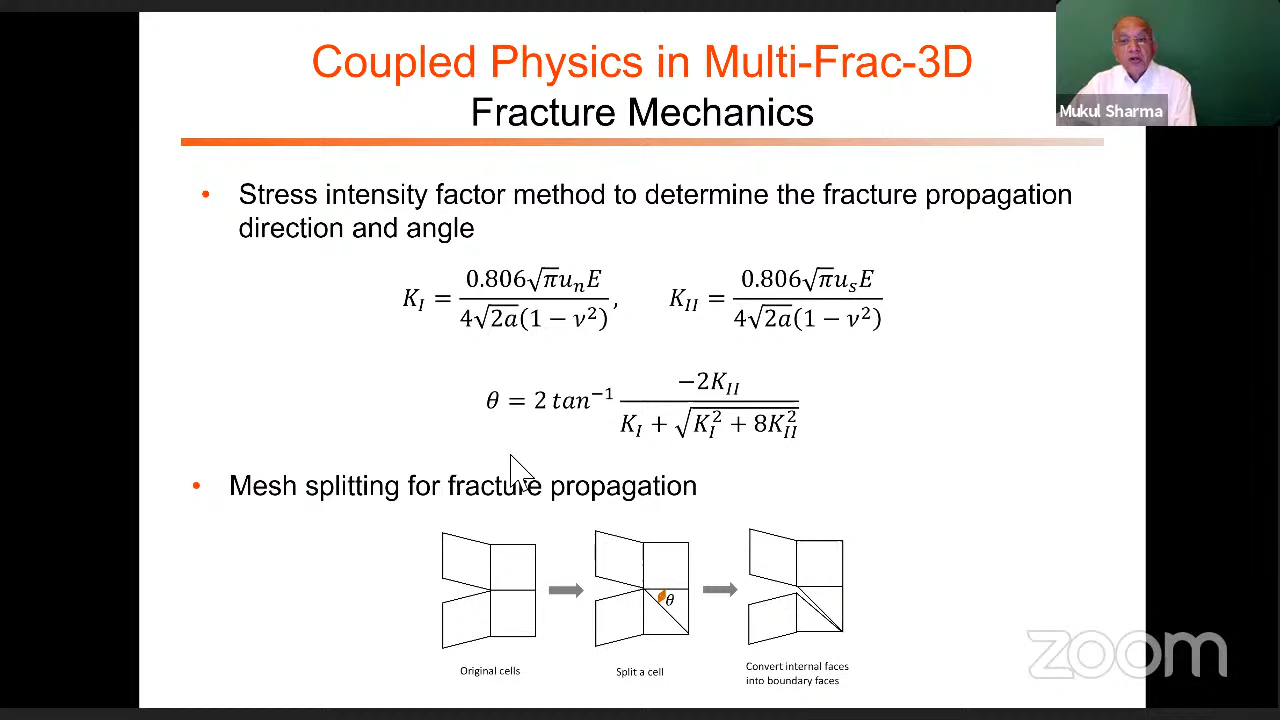 Coupled Physics in Multi-Frac-3D
Fracture Mechanics
Mukul Sharma
• Stress intensity factor method to determine the fracture propagation
direction and angle
K_I = 0.806√π u_n E / 4√2a (1 − ν²), K_II = 0.806√π u_s E / 4√2a (1 − ν²)
θ = 2 tan⁻¹ −2K_II / K_I + √K_I² + 8K_II²
• Mesh splitting for fracture propagation
θ
Original cells
Split a cell
Convert internal faces
into boundary faces
zoom